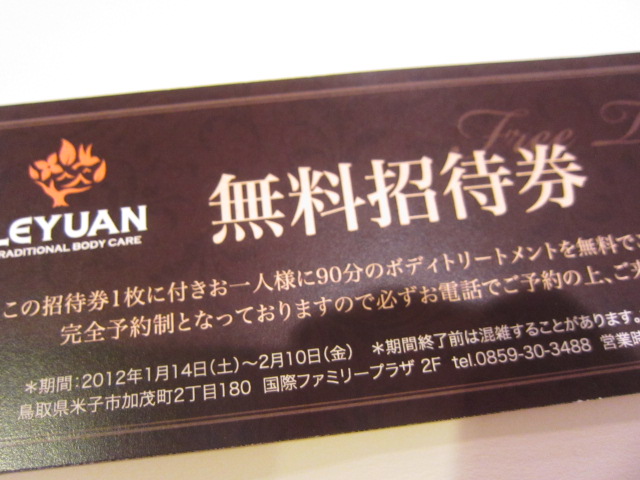 Free
LEYUAN
TRADITIONAL BODY CARE
無料招待券
この招待券1枚に付きお一人様に90分のボディトリートメントを無料で
完全予約制となっておりますので必ずお電話でご予約の上、ご
＊期間：2012年1月14日(土)～2月10日(金) ＊期間終了前は混雑することがあります。
鳥取県米子市加茂町2丁目180 国際ファミリープラザ 2F tel.0859-30-3488 営業時